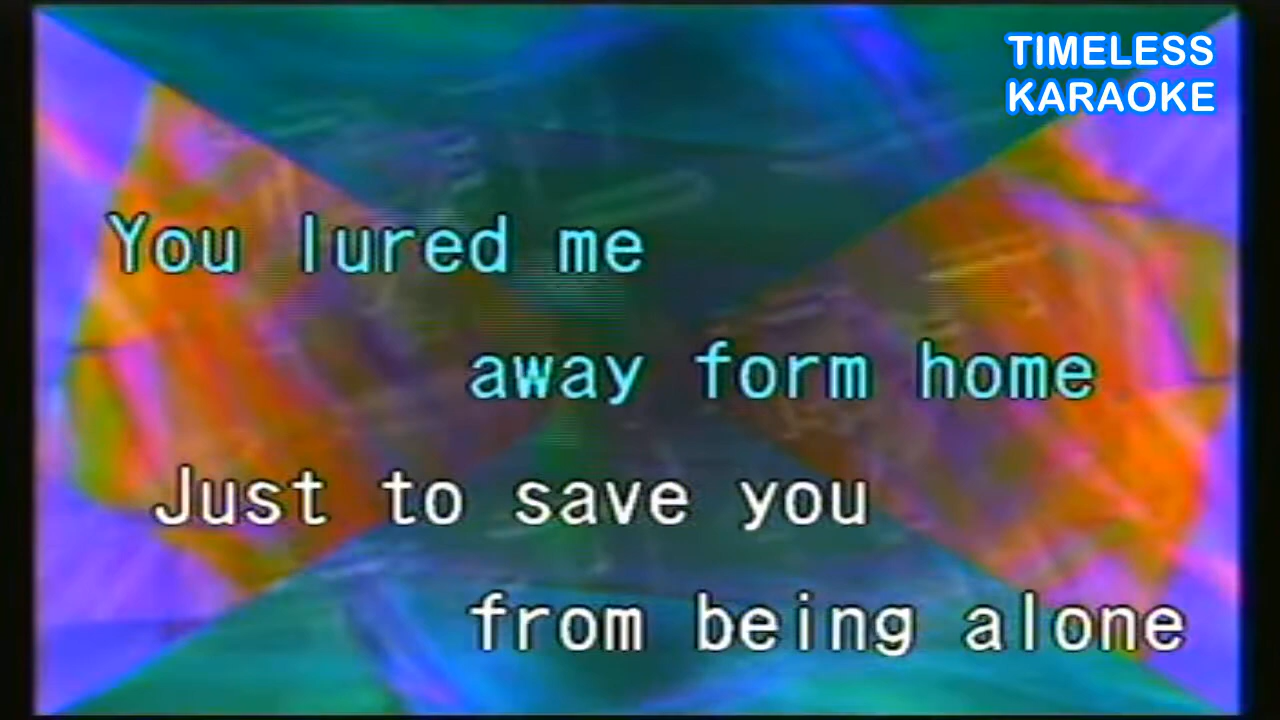 TIMELESS
KARAOKE
You lured me
away form home
Just to save you
from being alone